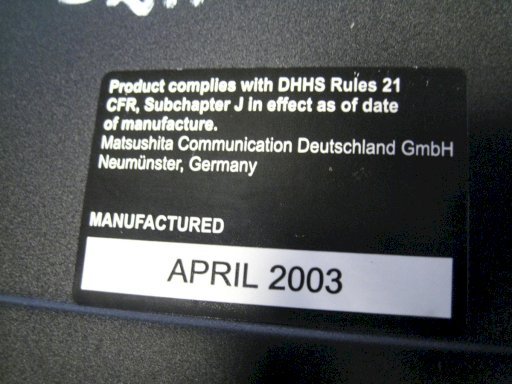 Product complies with DHHS Rules 21
CFR, Subchapter J in effect as of date
of manufacture.
Matsushita Communication Deutschland GmbH
Neumünster, Germany
MANUFACTURED
APRIL 2003